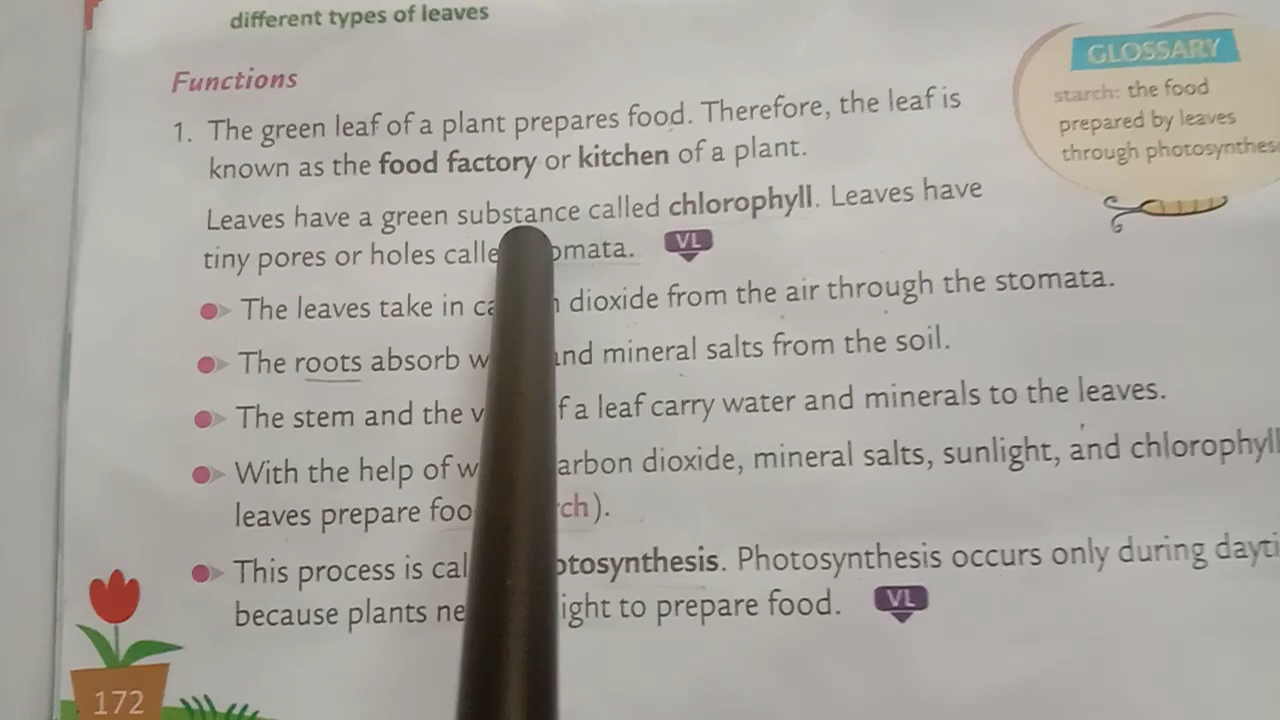 different types of leaves
Functions
1. The green leaf of a plant prepares food. Therefore, the leaf is
known as the food factory or kitchen of a plant.
Leaves have a green substance called chlorophyll. Leaves have
tiny pores or holes calle omata. VL
The leaves take in ca dioxide from the air through the stomata.
The roots absorb w nd mineral salts from the soil.
The stem and the v f a leaf carry water and minerals to the leaves.
With the help of w arbon dioxide, mineral salts, sunlight, and chlorophyll
leaves prepare foo ch).
This process is cal otosynthesis. Photosynthesis occurs only during dayti
because plants ne ight to prepare food. VL
GLOSSARY
starch: the food
prepared by leaves
through photosynthes
172